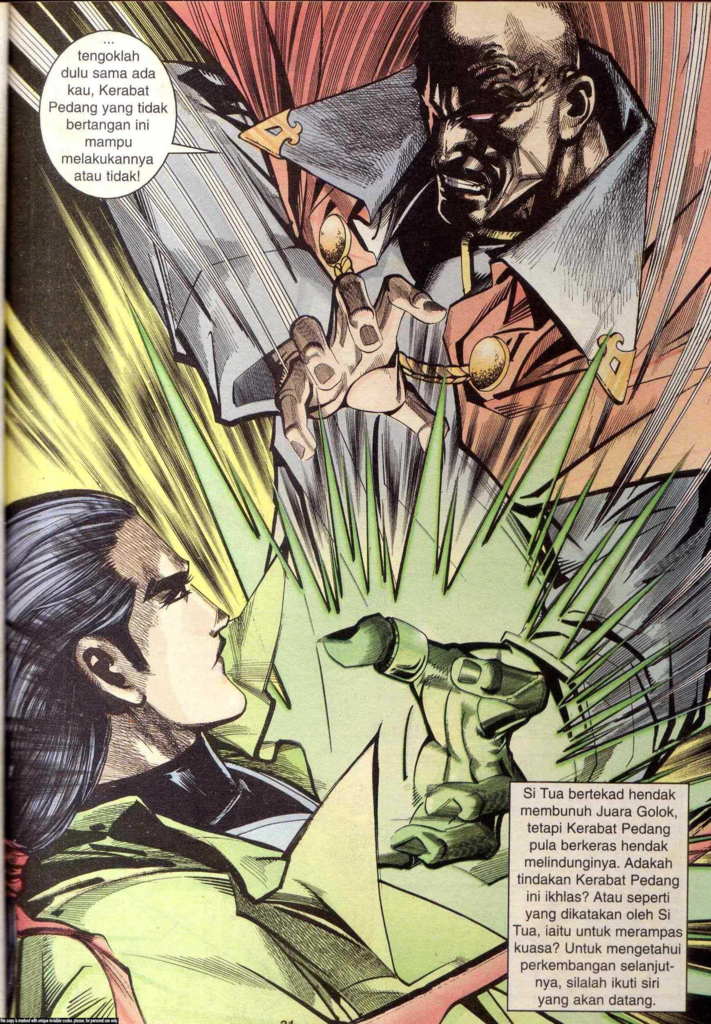 ...
tengoklah
dulu sama ada
kau, Kerabat
Pedang yang tidak
bertangan ini
mampu
melakukannya
atau tidak!
Si Tua bertekad hendak
membunuh Juara Golok,
tetapi Kerabat Pedang
pula berkeras hendak
melindunginya. Adakah
tindakan Kerabat Pedang
ini ikhlas? Atau seperti
yang dikatakan oleh Si
Tua, iaitu untuk merampas
kuasa? Untuk mengetahui
perkembangan selanjut-
nya, silalah ikuti siri
yang akan datang.